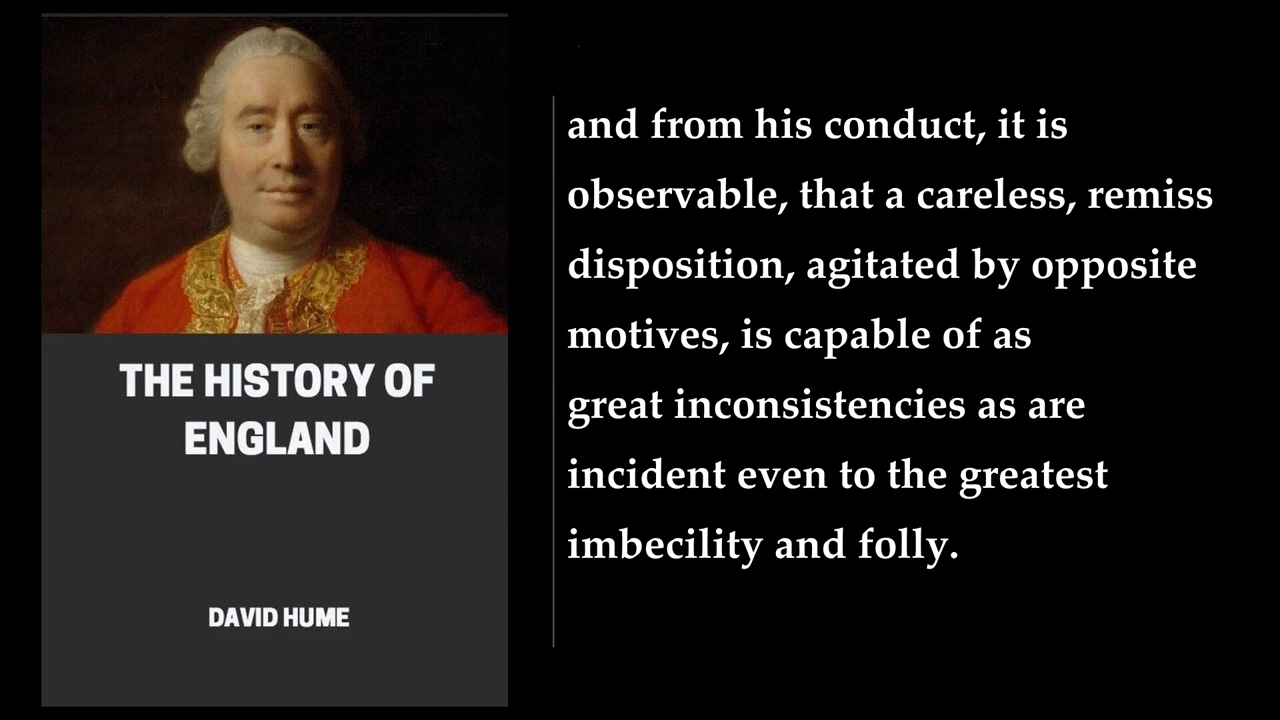 THE HISTORY OF
ENGLAND
DAVID HUME
and from his conduct, it is
observable, that a careless, remiss
disposition, agitated by opposite
motives, is capable of as
great inconsistencies as are
incident even to the greatest
imbecility and folly.